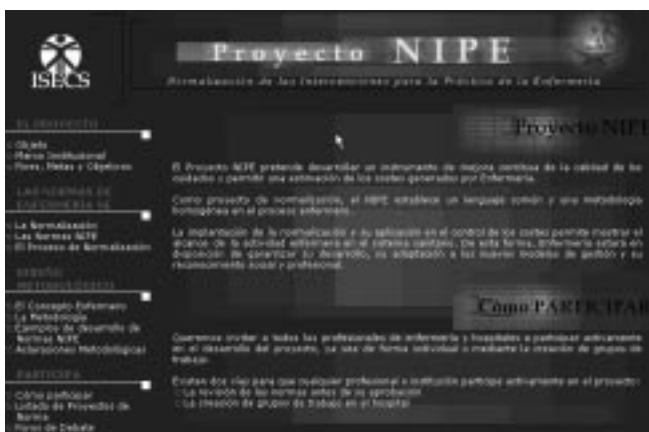 ISECS
Proyecto NIPE
Normalización de las Intervenciones para la Práctica de la Enfermería
EL PROYECTO
Objeto
Marco Institucional
Fines, Metas y Objetivos
LAS NORMAS DE
ENFERMERÍA
La Normalización
Las Normas NIPE
El Proceso de Normalización
DISEÑO
METODOLÓGICO
El Concepto Enfermero
La Metodología
Ejemplos de desarrollo de
Normas NIPE
Aclaraciones Metodológicas
PARTICIPA
Cómo participar
Listado de Proyectos de
Norma
Foros de Debate
Proyecto NIPE
El Proyecto NIPE pretende desarrollar un instrumento de mejora continua de la calidad de los
cuidados y permitir una estimación de los costes generados por Enfermería.
Como proyecto de normalización, el NIPE establece un lenguaje común y una metodología
homogénea en el proceso enfermero.
La implantación de la normalización y su aplicación en el control de los costes permite mostrar el
alcance de la actividad enfermera en el sistema sanitario. De esta forma, Enfermería estará en
disposición de garantizar su desarrollo, su adaptación a los nuevos modelos de gestión y su
reconocimiento social y profesional.
Cómo PARTICIPAR
Queremos invitar a todos los profesionales de enfermería y hospitales a participar activamente
en el desarrollo del proyecto, ya sea de forma individual o mediante la creación de grupos de
trabajo.
Existen dos vías para que cualquier profesional o institución participe activamente en el proyecto:
La revisión de las normas antes de su aprobación
La creación de grupos de trabajo en el hospital